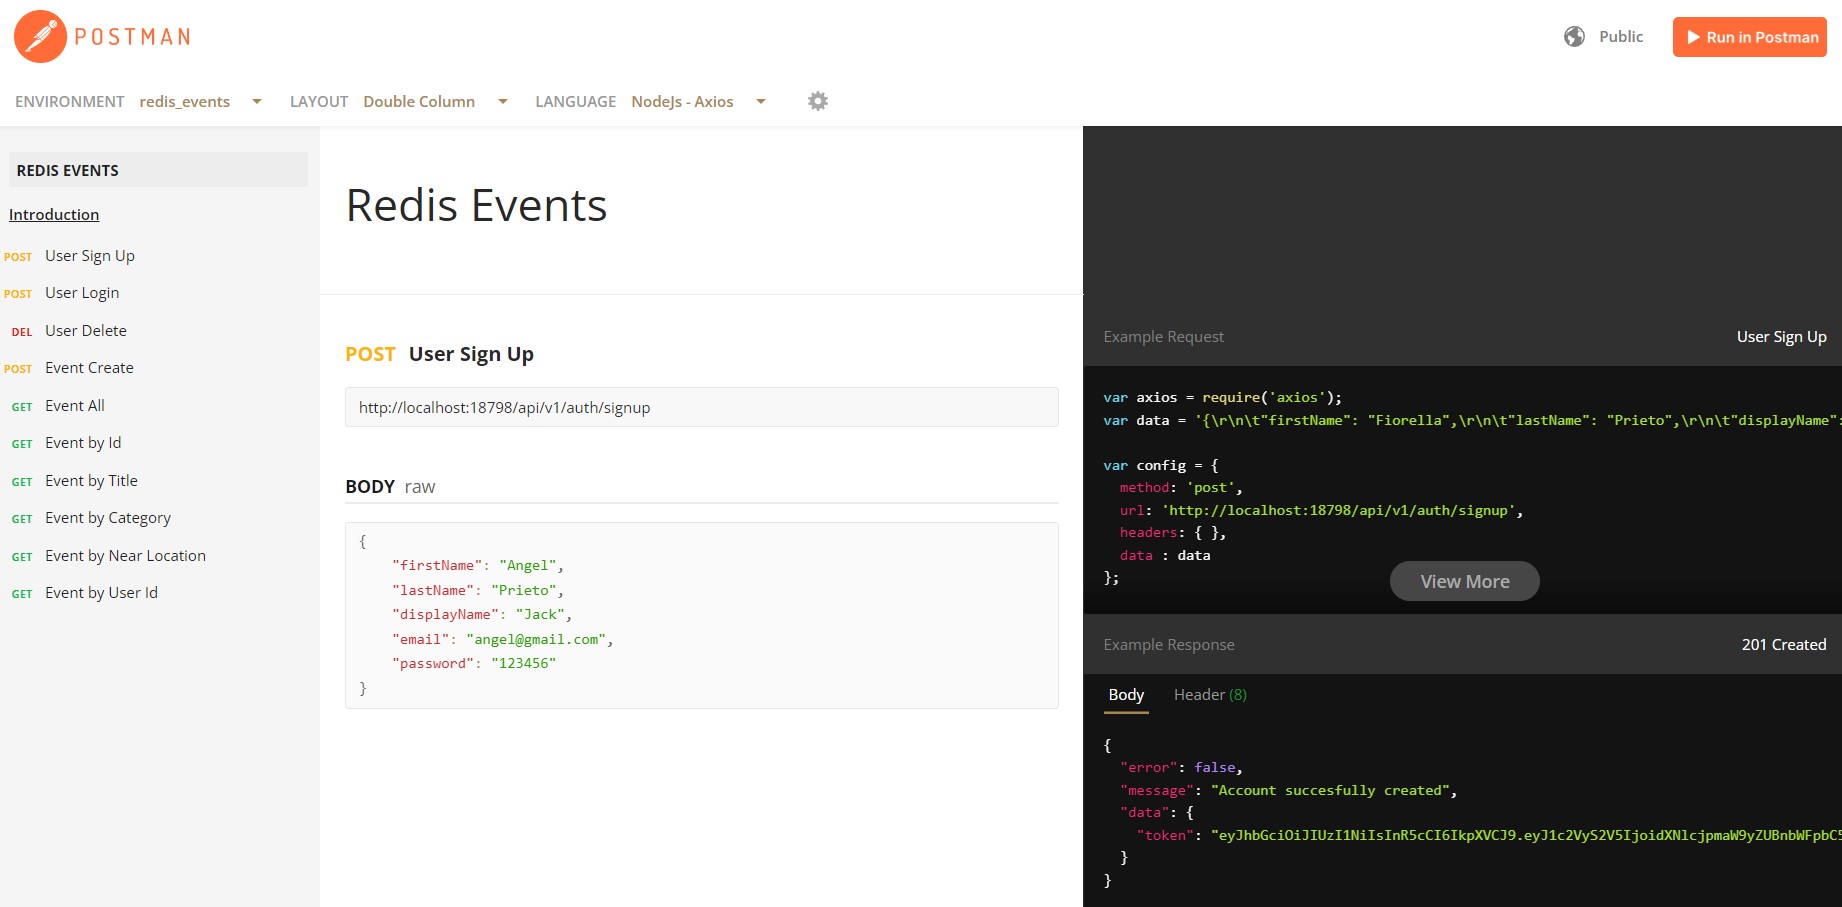 POSTMAN
Public
Run in Postman
ENVIRONMENT redis_events LAYOUT Double Column LANGUAGE NodeJs - Axios
REDIS EVENTS
Introduction
POST User Sign Up
POST User Login
DEL User Delete
POST Event Create
GET Event All
GET Event by Id
GET Event by Title
GET Event by Category
GET Event by Near Location
GET Event by User Id
Redis Events
POST User Sign Up
http://localhost:18798/api/v1/auth/signup
BODY raw
{
"firstName": "Angel",
"lastName": "Prieto",
"displayName": "Jack",
"email": "angel@gmail.com",
"password": "123456"
}
Example Request User Sign Up
var axios = require('axios');
var data = '{\r\n\t"firstName": "Fiorella",\r\n\t"lastName": "Prieto",\r\n\t"displayName":
var config = {
method: 'post',
url: 'http://localhost:18798/api/v1/auth/signup',
headers: { },
data : data
};
View More
Example Response 201 Created
Body Header (8)
{
"error": false,
"message": "Account succesfully created",
"data": {
"token": "eyJhbGciOiJIUzI1NiIsInR5cCI6IkpXVCJ9.eyJ1c2VyS2V5IjoidXNlcjpmaW9yZUBnbWFpbC5
}
}